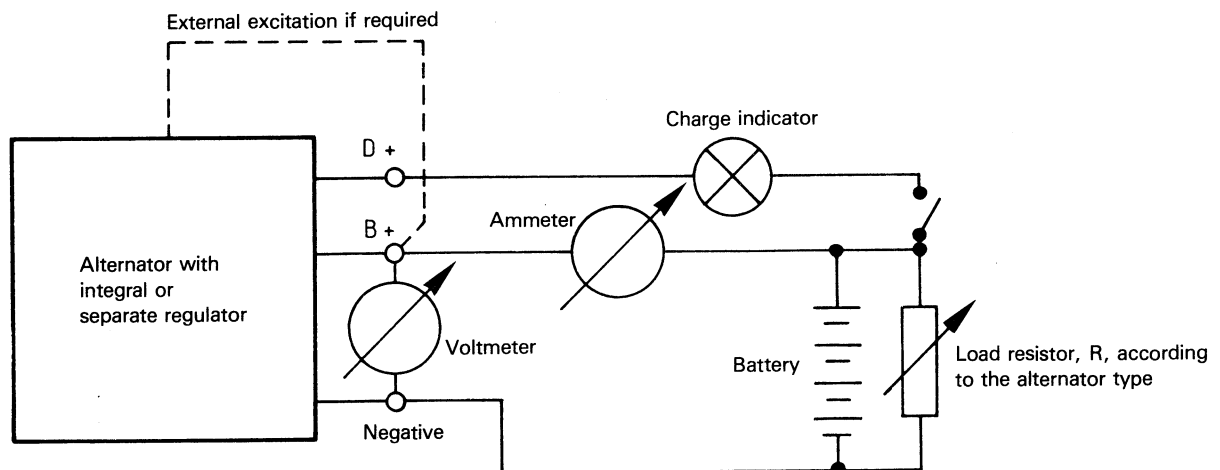 External excitation if required
D +
Charge indicator
Ammeter
B +
Alternator with
integral or
separate regulator
Voltmeter
Battery
Load resistor, R, according
to the alternator type
Negative